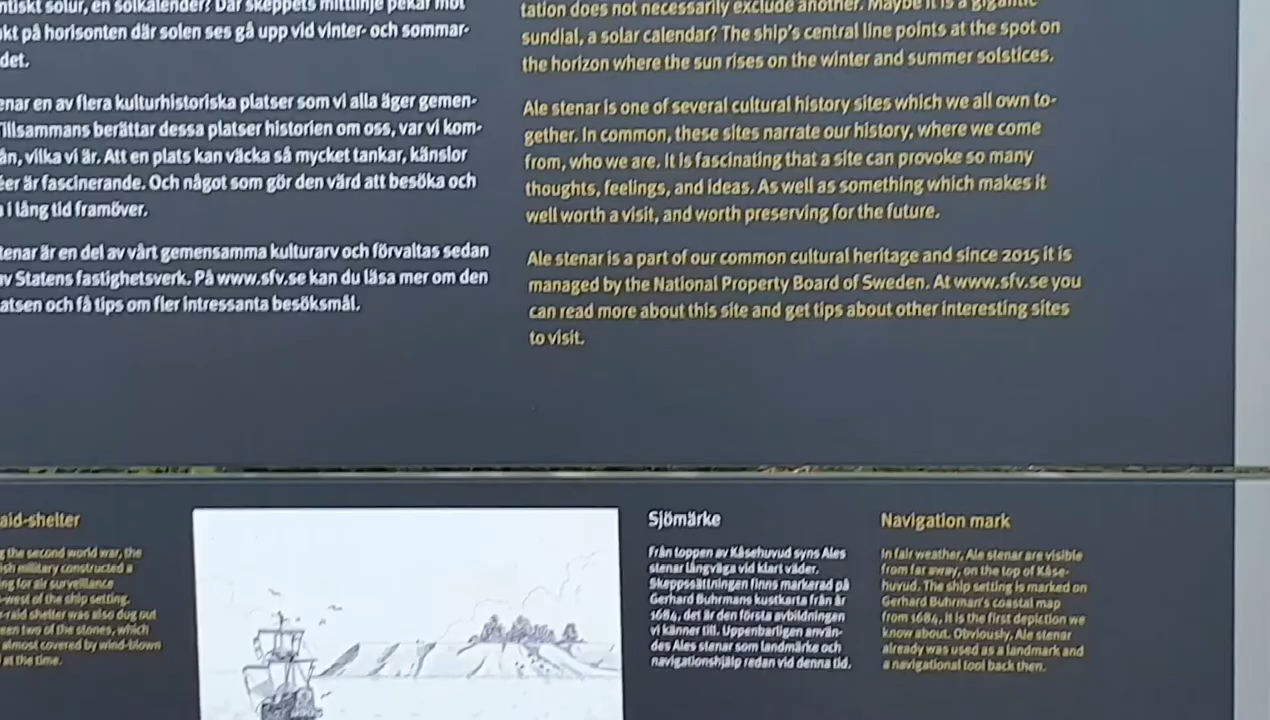 ntiskt solur, en solkalender? Där skeppets mittlinje pekar mot
kt på horisonten där solen ses gå upp vid vinter- och sommar-
det.
enar en av flera kulturhistoriska platser som vi alla äger gemen-
Tillsammans berättar dessa platser historien om oss, var vi kom-
ån, vilka vi är. Att en plats kan väcka så mycket tankar, känslor
éer är fascinerande. Och något som gör den värd att besöka och
i lång tid framöver.
tenar är en del av vårt gemensamma kulturarv och förvaltas sedan
av Statens fastighetsverk. På www.sfv.se kan du läsa mer om den
atsen och få tips om fler intressanta besöksmål.
tation does not necessarily exclude another. Maybe it is a gigantic
sundial, a solar calendar? The ship's central line points at the spot on
the horizon where the sun rises on the winter and summer solstices.
Ale stenar is one of several cultural history sites which we all own to-
gether. In common, these sites narrate our history, where we come
from, who we are. It is fascinating that a site can provoke so many
thoughts, feelings, and ideas. As well as something which makes it
well worth a visit, and worth preserving for the future.
Ale stenar is a part of our common cultural heritage and since 2015 it is
managed by the National Property Board of Sweden. At www.sfv.se you
can read more about this site and get tips about other interesting sites
to visit.
aid-shelter
g the second world war, the
ish military constructed a
ng for air surveillance
-west of the ship setting.
r-raid shelter was also dug out
een two of the stones, which
almost covered by wind-blown
at the time.
Sjömärke
Från toppen av Kåsehuvud syns Ales
stenar långväga vid klart väder.
Skeppssättningen finns markerad på
Gerhard Buhrmans kustkarta från år
1684, det är den första avbildningen
vi känner till. Uppenbarligen använ-
des Ales stenar som landmärke och
navigationshjälp redan vid denna tid.
Navigation mark
In fair weather, Ale stenar are visible
from far away, on the top of Kåse-
huvud. The ship setting is marked on
Gerhard Buhrman's coastal map
from 1684, it is the first depiction we
know about. Obviously, Ale stenar
already was used as a landmark and
a navigational tool back then.